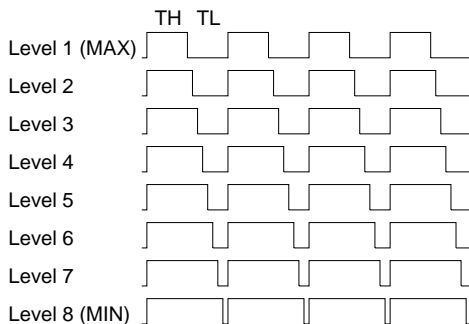 TH TL
Level 1 (MAX)
Level 2
Level 3
Level 4
Level 5
Level 6
Level 7
Level 8 (MIN)